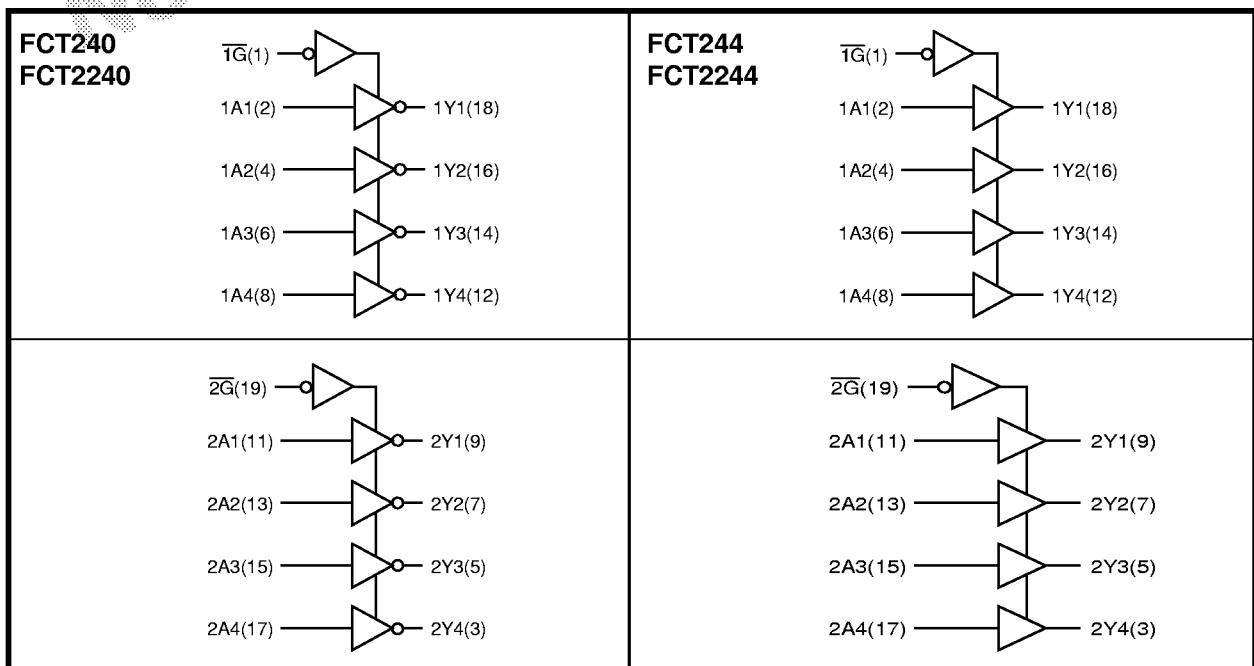 FCT240
FCT2240
1G(1)
1A1(2) 1Y1(18)
1A2(4) 1Y2(16)
1A3(6) 1Y3(14)
1A4(8) 1Y4(12)
FCT244
FCT2244
1G(1)
1A1(2) 1Y1(18)
1A2(4) 1Y2(16)
1A3(6) 1Y3(14)
1A4(8) 1Y4(12)
2G(19)
2A1(11) 2Y1(9)
2A2(13) 2Y2(7)
2A3(15) 2Y3(5)
2A4(17) 2Y4(3)
2G(19)
2A1(11) 2Y1(9)
2A2(13) 2Y2(7)
2A3(15) 2Y3(5)
2A4(17) 2Y4(3)